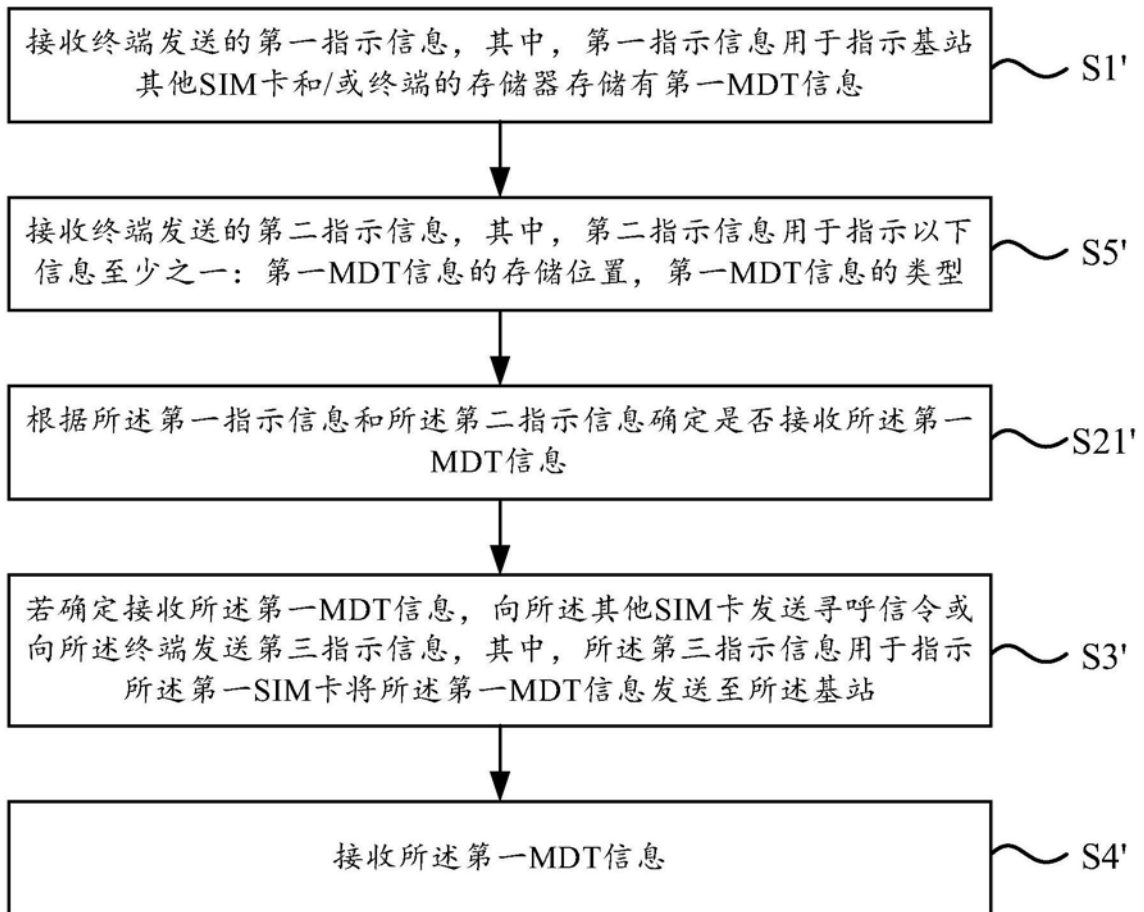 接收终端发送的第一指示信息，其中，第一指示信息用于指示基站
其他SIM卡和/或终端的存储器存储有第一MDT信息
S1'
接收终端发送的第二指示信息，其中，第二指示信息用于指示以下
信息至少之一：第一MDT信息的存储位置，第一MDT信息的类型
S5'
根据所述第一指示信息和所述第二指示信息确定是否接收所述第一
MDT信息
S21'
若确定接收所述第一MDT信息，向所述其他SIM卡发送寻呼信令或
向所述终端发送第三指示信息，其中，所述第三指示信息用于指示
所述第一SIM卡将所述第一MDT信息发送至所述基站
S3'
接收所述第一MDT信息
S4'